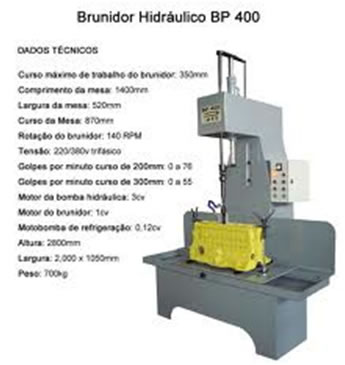 Brunidor Hidráulico BP 400
DADOS TÉCNICOS
Curso máximo de trabalho do brunidor: 350mm
Comprimento da mesa: 1400mm
Largura da mesa: 520mm
Curso da Mesa: 870mm
Rotação do brunidor: 140 RPM
Tensão: 220/380v trifásico
Golpes por minuto curso de 200mm: 0 a 76
Golpes por minuto curso de 300mm: 0 a 55
Motor da bomba hidráulica: 3cv
Motor do brunidor: 1cv
Motobomba de refrigeração: 0,12cv
Altura: 2800mm
Largura: 2,000 x 1050mm
Peso: 700kg
BP 400